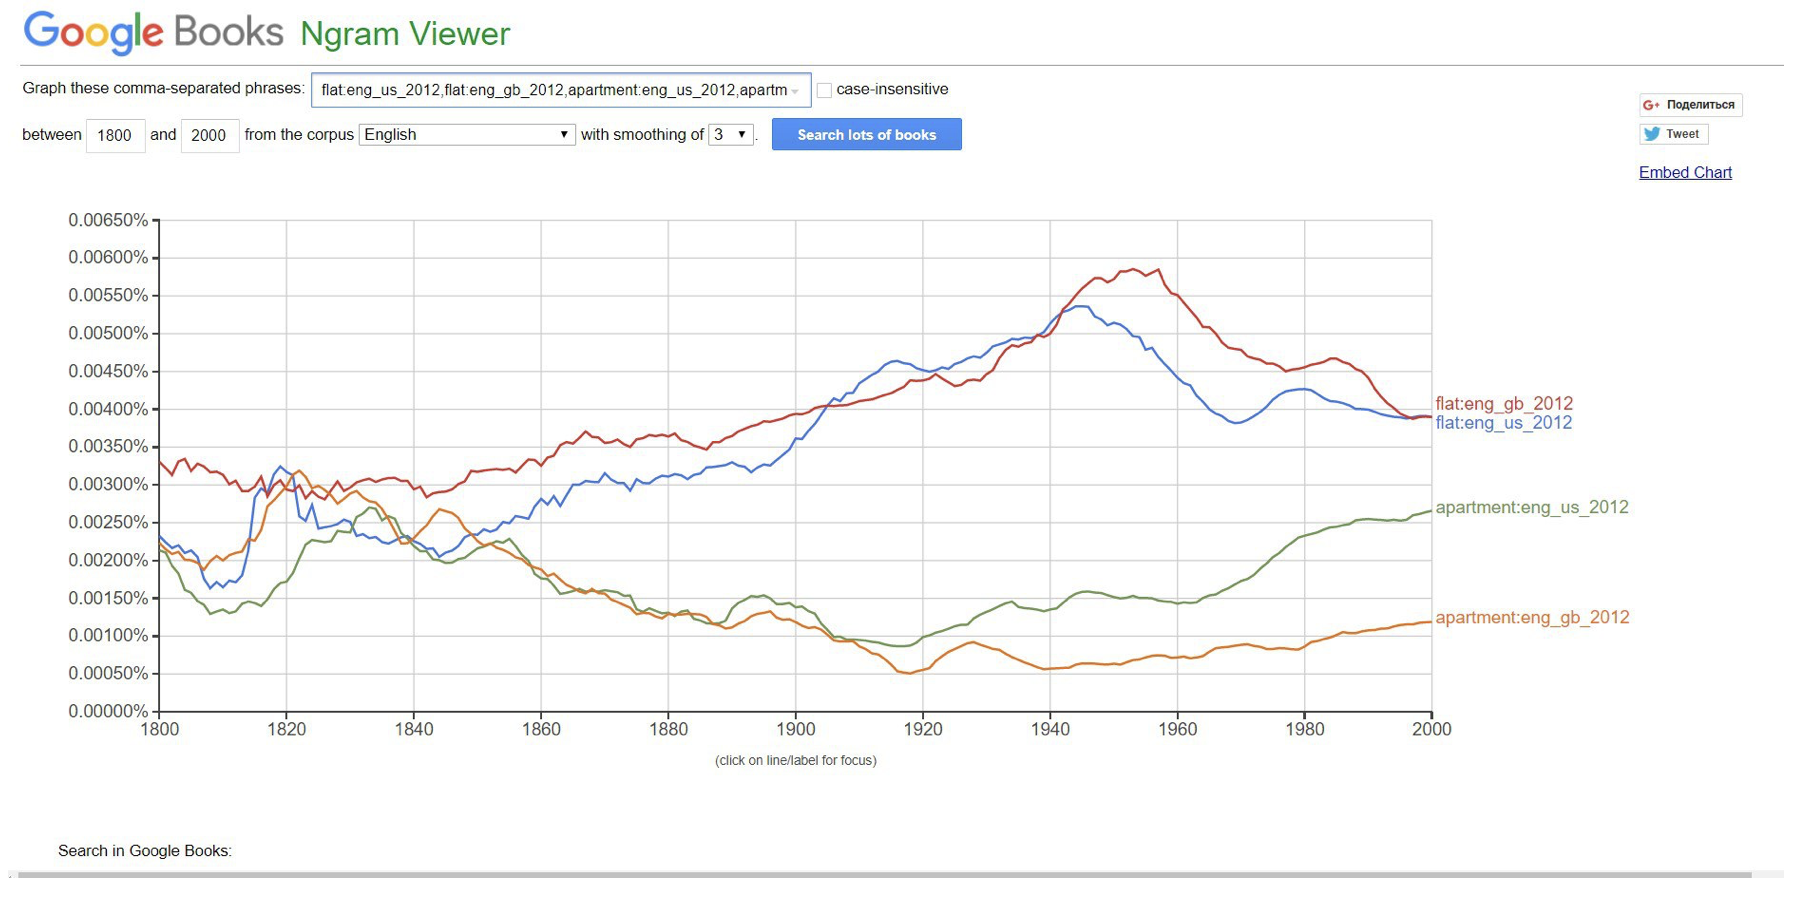 Google Books Ngram Viewer
Graph these comma-separated phrases: flat:eng_us_2012,flat:eng_gb_2012,apartment:eng_us_2012,apartm case-insensitive
between 1800 and 2000 from the corpus English with smoothing of 3 . Search lots of books
G+ Поделиться
Tweet
Embed Chart
0.00650%
0.00600%
0.00550%
0.00500%
0.00450%
0.00400%
0.00350%
0.00300%
0.00250%
0.00200%
0.00150%
0.00100%
0.00050%
0.00000%
flat:eng_gb_2012
flat:eng_us_2012
apartment:eng_us_2012
apartment:eng_gb_2012
1800 1820 1840 1860 1880 1900 1920 1940 1960 1980 2000
(click on line/label for focus)
Search in Google Books: